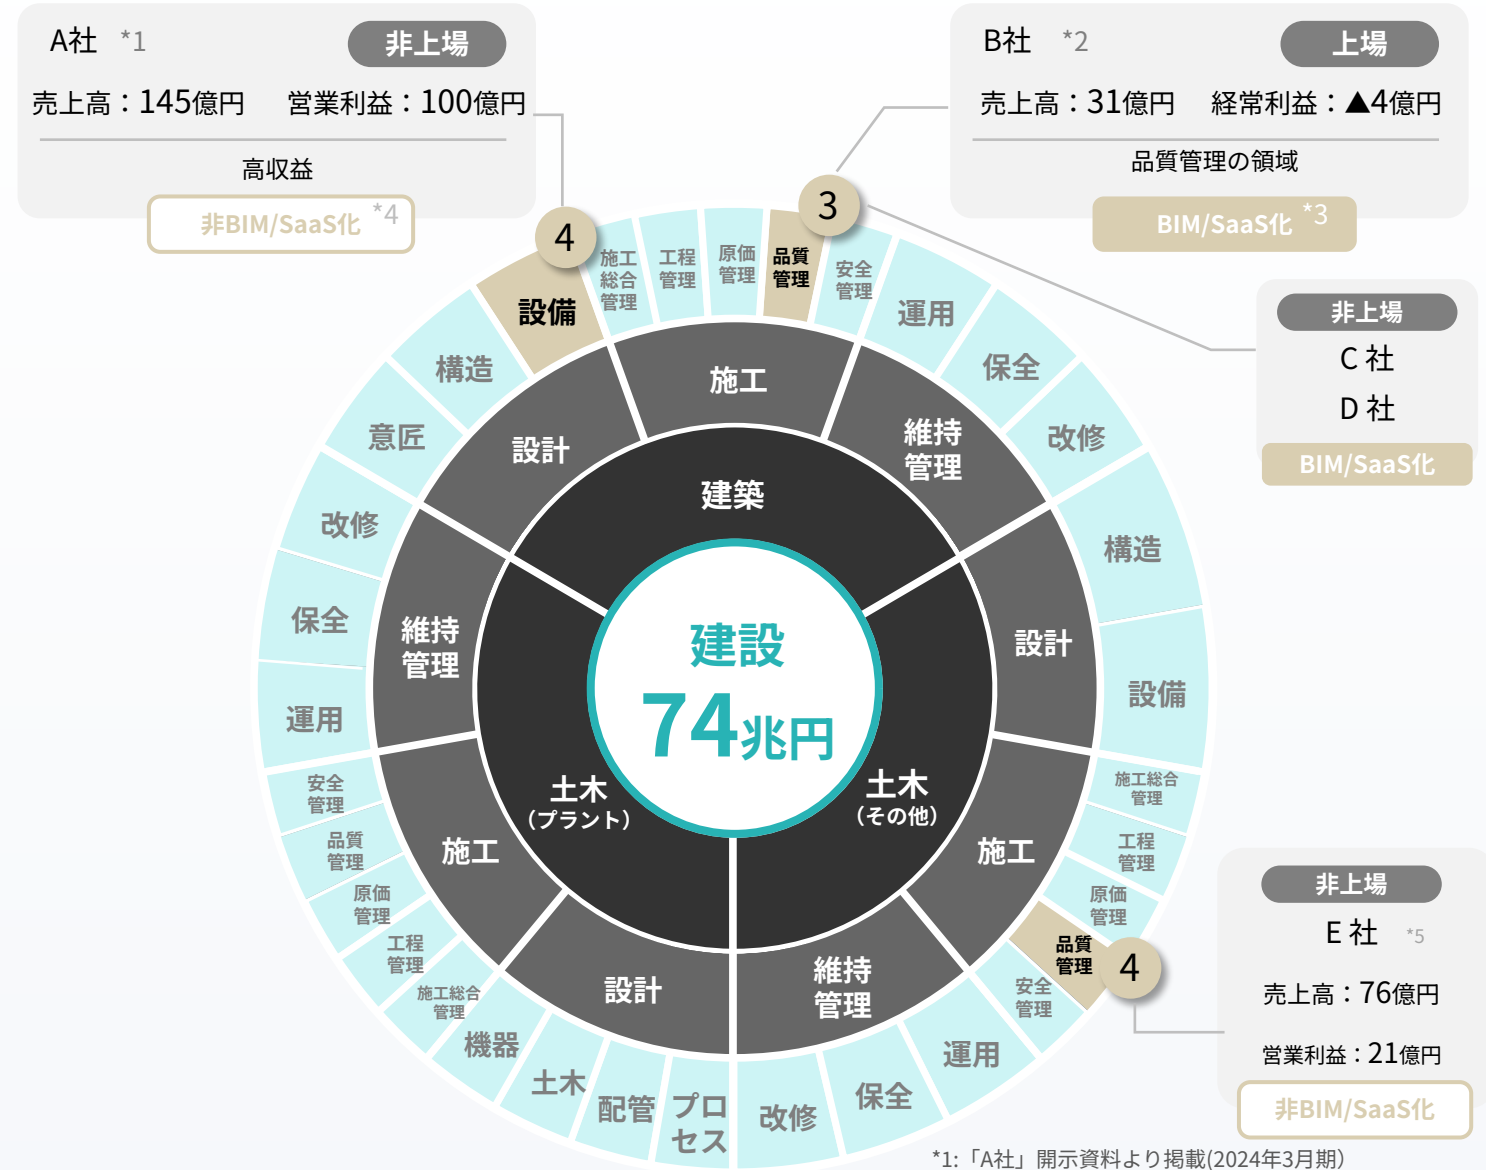 A社 *1
非上場
売上高：145億円 営業利益：100億円
高収益
非BIM/SaaS化 *4
B社 *2
上場
売上高：31億円 経常利益：▲4億円
品質管理の領域
BIM/SaaS化 *3
非上場
C 社
D 社
BIM/SaaS化
4
3
設備
施工
総合
管理
工程
管理
原価
管理
品質
管理
安全
管理
運用
保全
改修
構造
意匠
改修
保全
運用
設計
施工
維持
管理
建築
構造
設備
設計
維持
管理
建設
74兆円
土木
（プラント）
土木
（その他）
安全
管理
品質
管理
原価
管理
工程
管理
施工総合
管理
施工
施工
施工総合
管理
工程
管理
原価
管理
品質
管理
4
安全
管理
設計
維持
管理
機器
土木
配管
プロ
セス
改修
保全
運用
非上場
E 社 *5
売上高：76億円
営業利益：21億円
非BIM/SaaS化
*1:「A社」開示資料より掲載(2024年3月期）